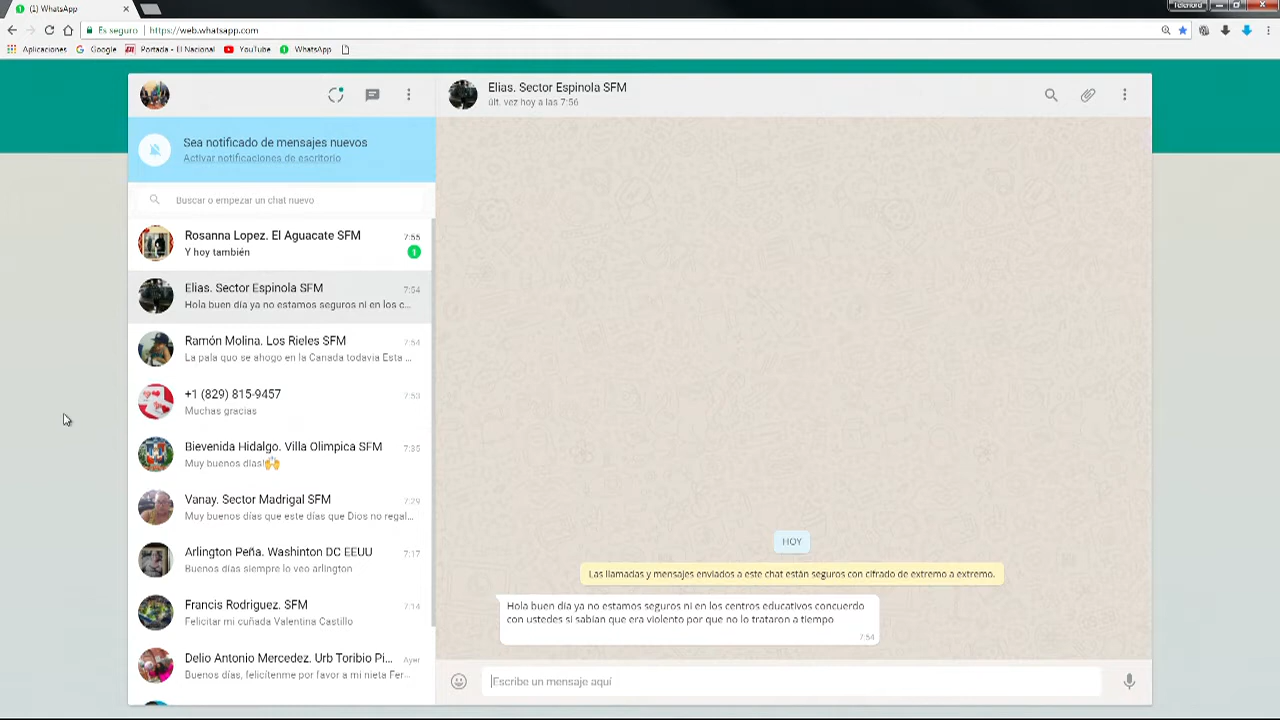 (1) WhatsApp
Telenord
Es seguro
https://web.whatsapp.com
Aplicaciones
Google
Portada - El Nacional
YouTube
WhatsApp
Sea notificado de mensajes nuevos
Activar notificaciones de escritorio
Buscar o empezar un chat nuevo
Rosanna Lopez. El Aguacate SFM
7:55
Y hoy también
1
Elias. Sector Espinola SFM
7:54
Hola buen día ya no estamos seguros ni en los c...
Ramón Molina. Los Rieles SFM
7:54
La pala quo se ahogo en la Canada todavia Esta ...
+1 (829) 815-9457
7:53
Muchas gracias
Bievenida Hidalgo. Villa Olimpica SFM
7:35
Muy buenos días!🙌
Vanay. Sector Madrigal SFM
7:29
Muy buenos días que este días que Dios no regal...
Arlington Peña. Washinton DC EEUU
7:17
Buenos días siempre lo veo arlington
Francis Rodriguez. SFM
7:14
Felicitar mi cuñada Valentina Castillo
Delio Antonio Mercedez. Urb Toribio Pi...
Ayer
Buenos días, felicítenme por favor a mi nieta Fer...
Elias. Sector Espinola SFM
últ. vez hoy a las 7:56
HOY
Las llamadas y mensajes enviados a este chat están seguros con cifrado de extremo a extremo.
Hola buen día ya no estamos seguros ni en los centros educativos concuerdo
con ustedes si sabían que era violento por que no lo trataron a tiempo
7:54
Escribe un mensaje aquí